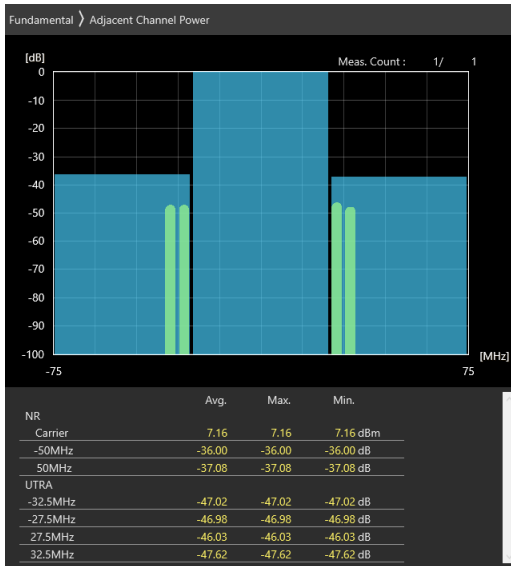 Fundamental ⟩ Adjacent Channel Power
[dB]
Meas. Count : 1/ 1
0
-10
-20
-30
-40
-50
-60
-70
-80
-90
-100
[MHz]
-75 75
Avg. Max. Min.
NR
Carrier 7.16 7.16 7.16 dBm
-50MHz -36.00 -36.00 -36.00 dB
50MHz -37.08 -37.08 -37.08 dB
UTRA
-32.5MHz -47.02 -47.02 -47.02 dB
-27.5MHz -46.98 -46.98 -46.98 dB
27.5MHz -46.03 -46.03 -46.03 dB
32.5MHz -47.62 -47.62 -47.62 dB